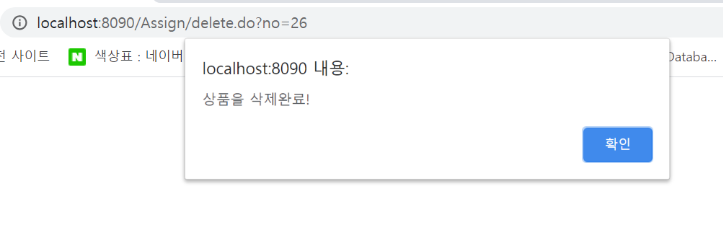 localhost:8090/Assign/delete.do?no=26
전 사이트
N
색상표 : 네이버
localhost:8090 내용:
상품을 삭제완료!
확인
Databa...